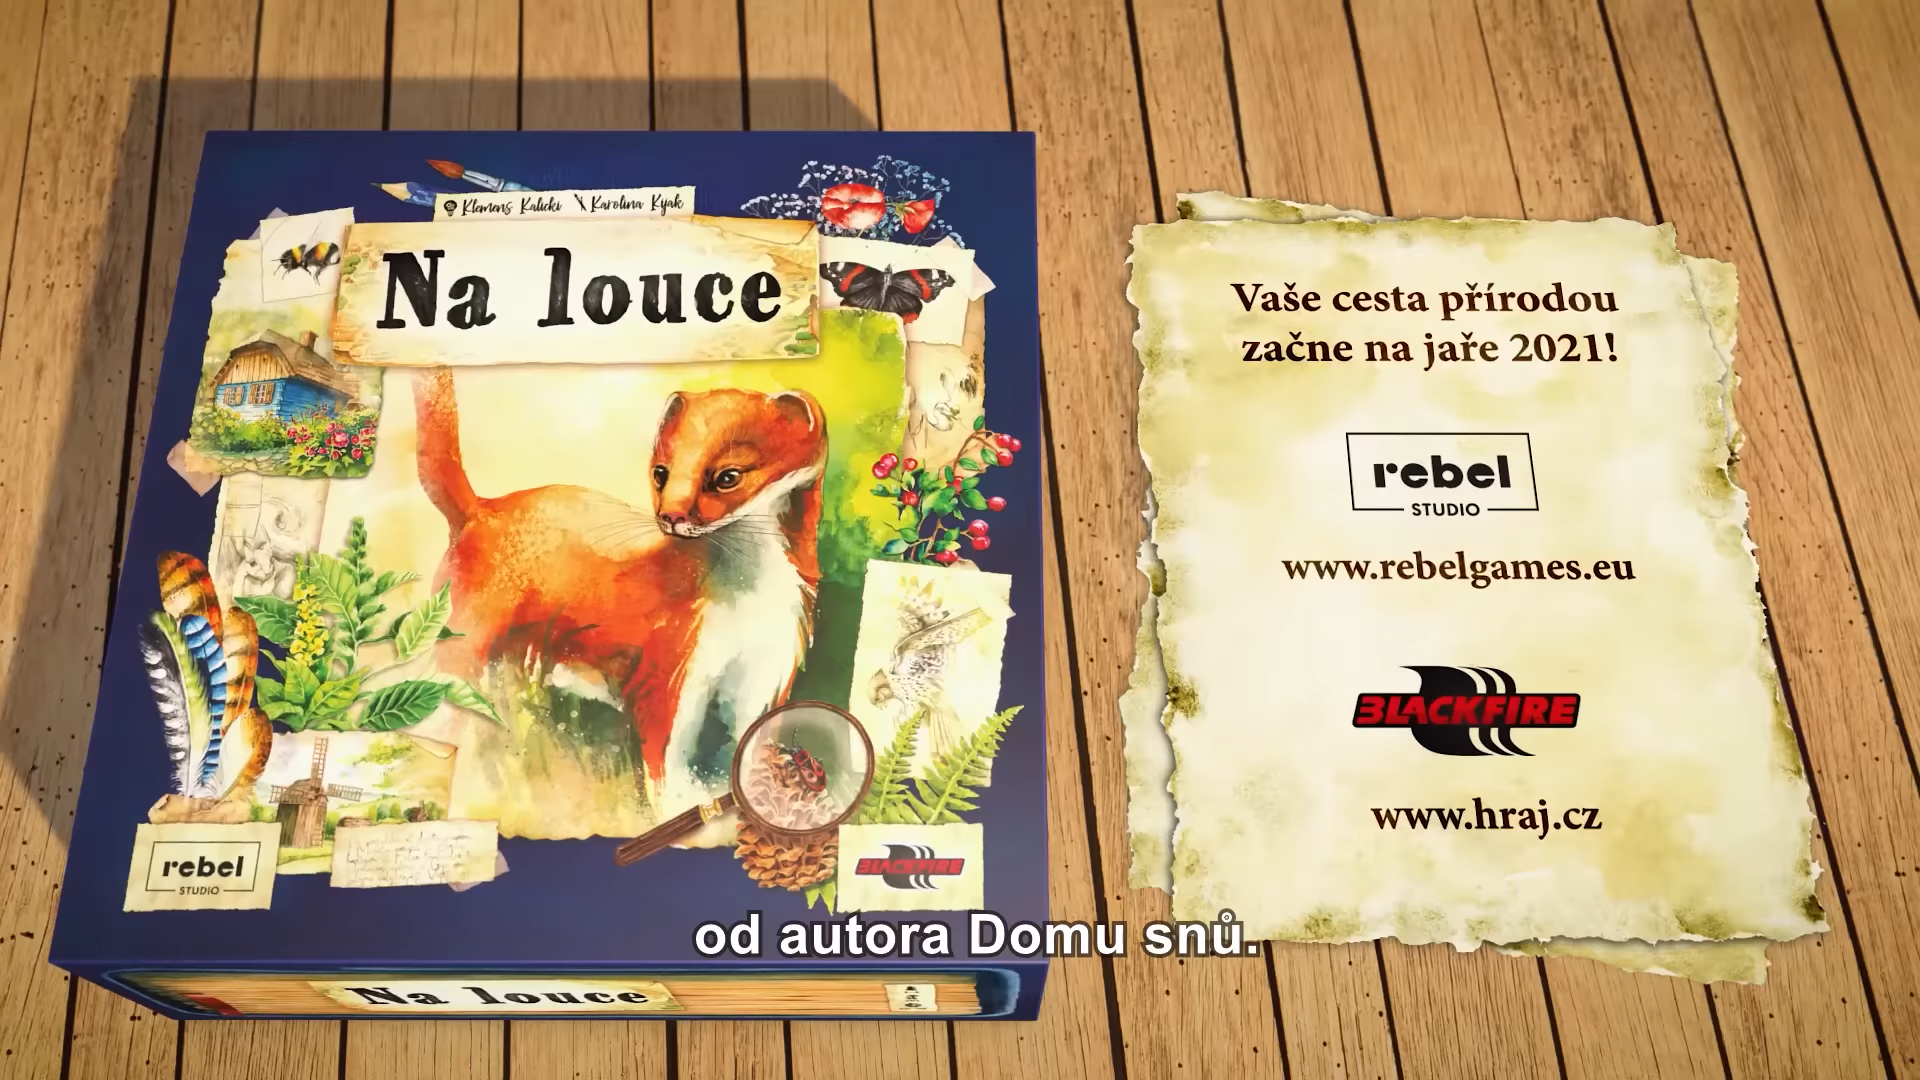 Klemens Kalicki Karolina Kyak
Na louce
rebel
STUDIO
BLACKFIRE
Na louce
Vaše cesta přírodou
začne na jaře 2021!
rebel
STUDIO
www.rebelgames.eu
BLACKFIRE
www.hraj.cz
od autora Domu snů.